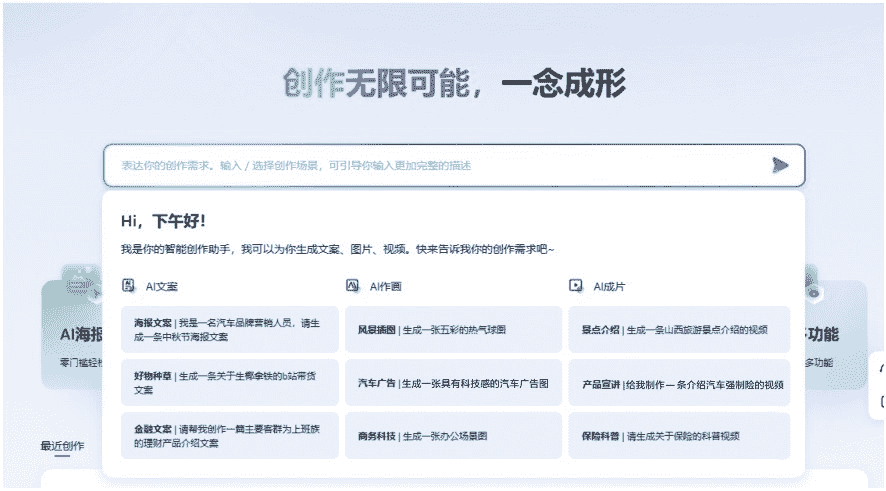 创作无限可能，一念成形
表达你的创作需求。输入 / 选择创作场景，可引导你输入更加完整的描述
Hi，下午好！
我是你的智能创作助手，我可以为你生成文案、图片、视频。快来告诉我你的创作需求吧~
AI文案
AI作画
AI成片
海报文案 | 我是一名汽车品牌营销人员，请生
成一条中秋节海报文案
风景插图 | 生成一张五彩的热气球图
景点介绍 | 生成一条山西旅游景点介绍的视频
好物种草 | 生成一条关于生椰拿铁的b站带货
文案
汽车广告 | 生成一张具有科技感的汽车广告图
产品宣讲 | 给我制作一条介绍汽车强制险的视频
金融文案 | 请帮我创作一篇主要客群为上班族
的理财产品介绍文案
商务科技 | 生成一张办公场景图
保险科普 | 请生成关于保险的科普视频
AI海报
零门槛轻
多功能
最近创作